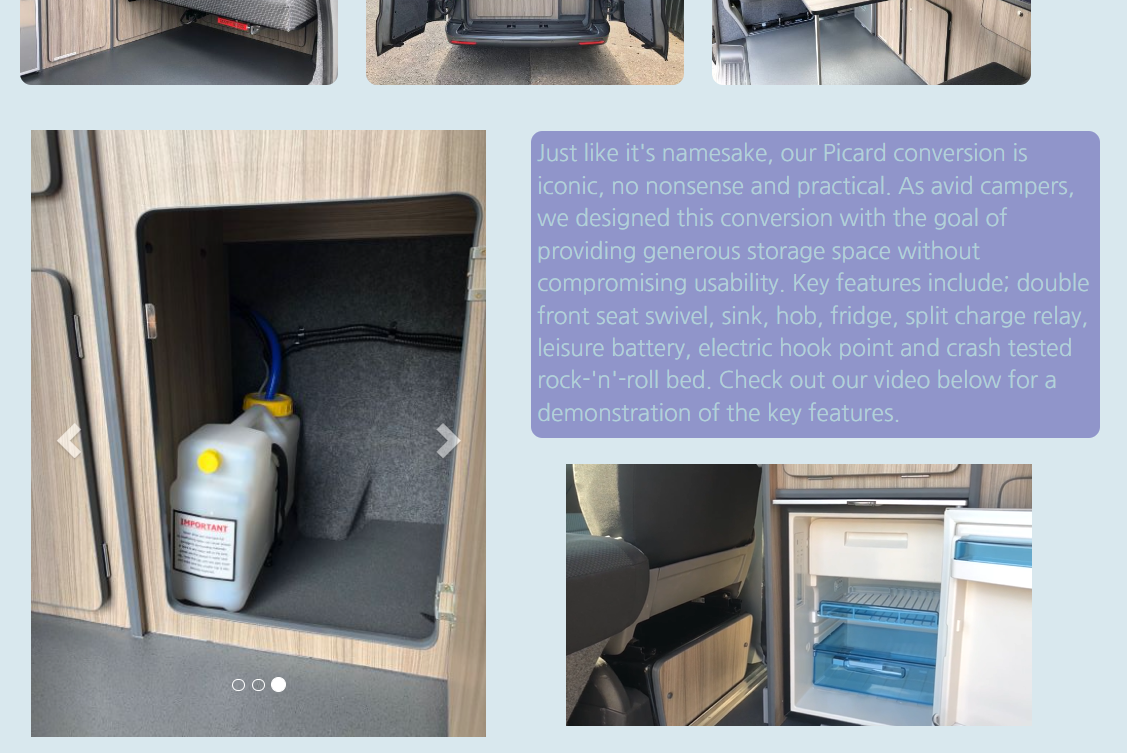 Just like it's namesake, our Picard conversion is
iconic, no nonsense and practical. As avid campers,
we designed this conversion with the goal of
providing generous storage space without
compromising usability. Key features include; double
front seat swivel, sink, hob, fridge, split charge relay,
leisure battery, electric hook point and crash tested
rock-'n'-roll bed. Check out our video below for a
demonstration of the key features.
IMPORTANT